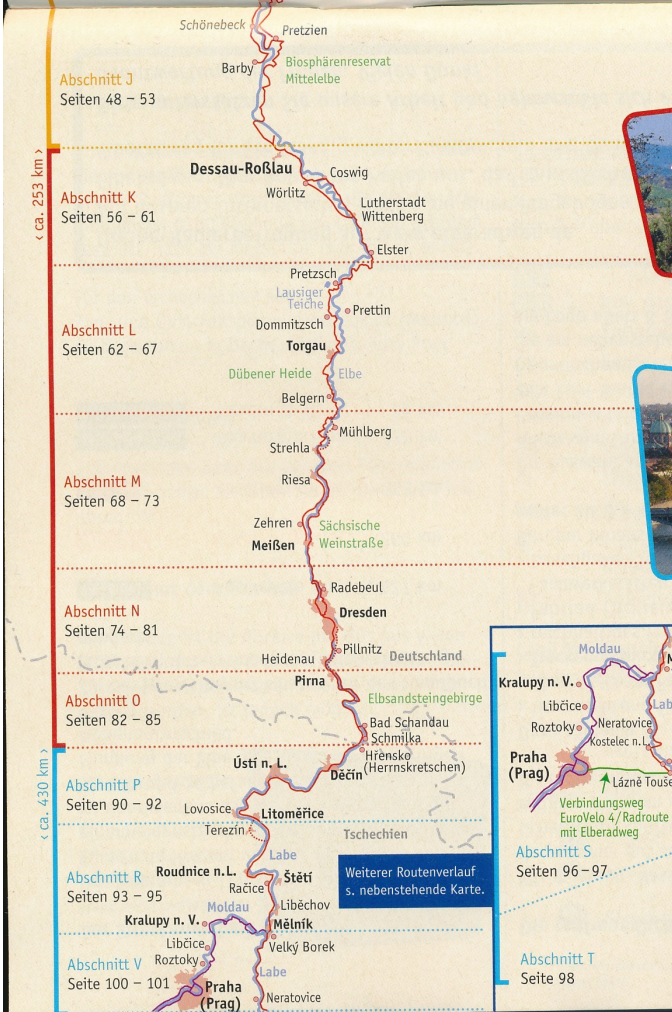 Schönebeck
Pretzien
Barby
Biosphärenreservat
Mittelelbe
Abschnitt J
Seiten 48 – 53
Dessau-Roßlau
Coswig
Wörlitz
< ca. 253 km >
Abschnitt K
Seiten 56 – 61
Lutherstadt
Wittenberg
Elster
Pretzsch
Lausiger
Teiche
Prettin
Dommitzsch
Abschnitt L
Seiten 62 – 67
Torgau
Dübener Heide
Elbe
Belgern
Mühlberg
Strehla
Abschnitt M
Seiten 68 – 73
Riesa
Zehren
Sächsische
Weinstraße
Meißen
Radebeul
Abschnitt N
Seiten 74 – 81
Dresden
Pillnitz
Heidenau
Deutschland
Pirna
Abschnitt O
Seiten 82 – 85
Elbsandsteingebirge
Bad Schandau
Schmilka
Hřensko
(Herrnskretschen)
< ca. 430 km >
Ústí n. L.
Děčín
Abschnitt P
Seiten 90 – 92
Lovosice
Litoměřice
Terezín
Tschechien
Labe
Abschnitt R
Seiten 93 – 95
Roudnice n.L.
Štětí
Račice
Weiterer Routenverlauf
s. nebenstehende Karte.
Liběchov
Moldau
Kralupy n. V.
Mělník
Libčice
Velký Borek
Roztoky
Abschnitt V
Seite 100 – 101
Labe
Praha
(Prag)
Neratovice
Moldau
Kralupy n. V.
M
Lab
Libčice
Roztoky
Neratovice
Kostelec n.L.
Praha
(Prag)
Lázně Touše
Verbindungsweg
EuroVelo 4/Radroute
mit Elberadweg
Abschnitt S
Seiten 96–97
Abschnitt T
Seite 98